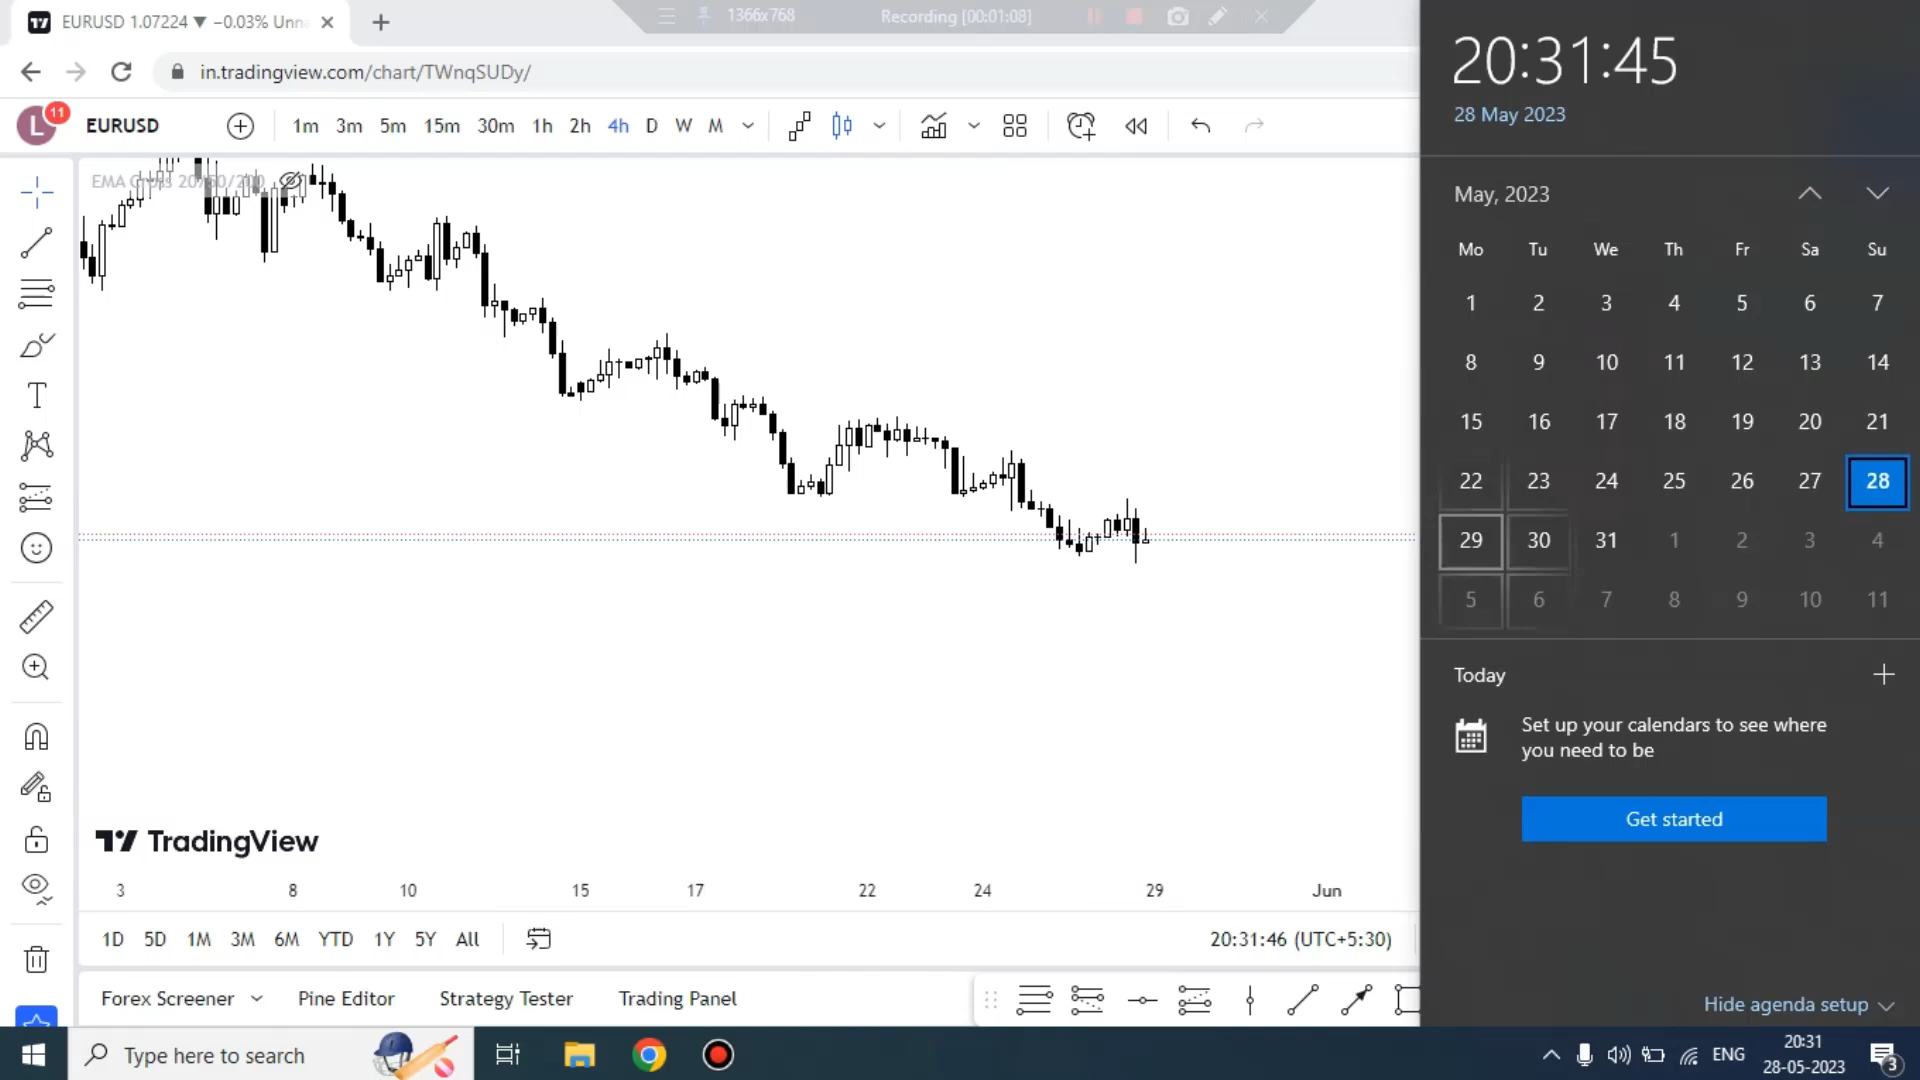 EURUSD 1.07224 ▼ −0.03% Unn
1366x768
Recording [00:01:08]
in.tradingview.com/chart/TWnqSUDy/
L
11
EURUSD
1m 3m 5m 15m 30m 1h 2h 4h D W M
EMA Cross 20/50/200
TradingView
3 8 10 15 17 22 24 29 Jun
1D 5D 1M 3M 6M YTD 1Y 5Y All
20:31:46 (UTC+5:30)
Forex Screener Pine Editor Strategy Tester Trading Panel
20:31:45
28 May 2023
May, 2023
Mo Tu We Th Fr Sa Su
1 2 3 4 5 6 7
8 9 10 11 12 13 14
15 16 17 18 19 20 21
22 23 24 25 26 27 28
29 30 31 1 2 3 4
5 6 7 8 9 10 11
Today
Set up your calendars to see where
you need to be
Get started
Hide agenda setup
Type here to search
ENG
20:31
28-05-2023
3